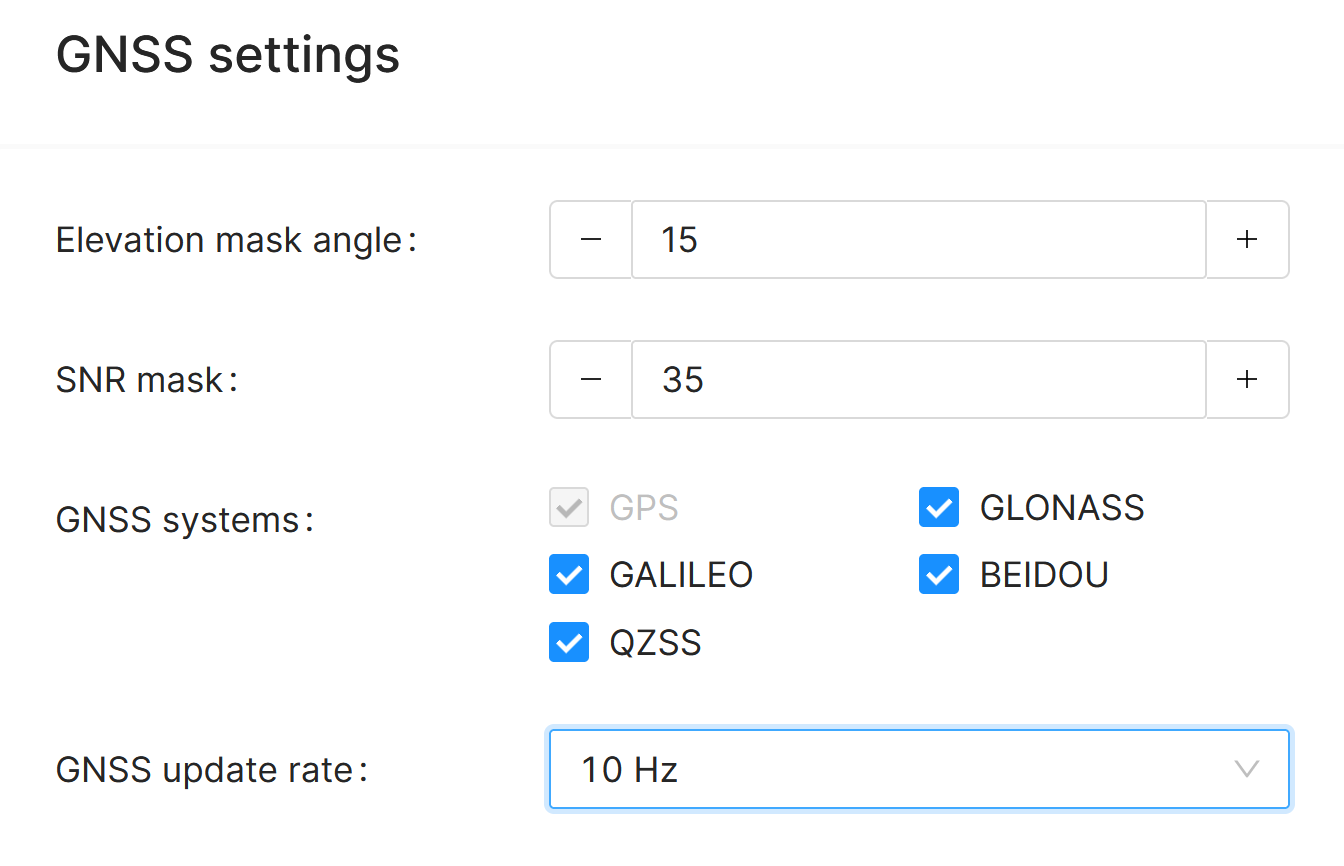 GNSS settings
Elevation mask angle: 15
SNR mask: 35
GNSS systems: GPS GLONASS
GALILEO BEIDOU
QZSS
GNSS update rate: 10 Hz